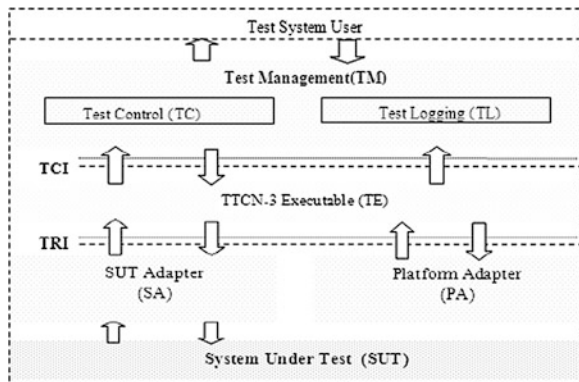 Test System User
Test Management(TM)
Test Control (TC)
Test Logging (TL)
TCI
TTCN-3 Executable (TE)
TRI
SUT Adapter
(SA)
Platform Adapter
(PA)
System Under Test (SUT)